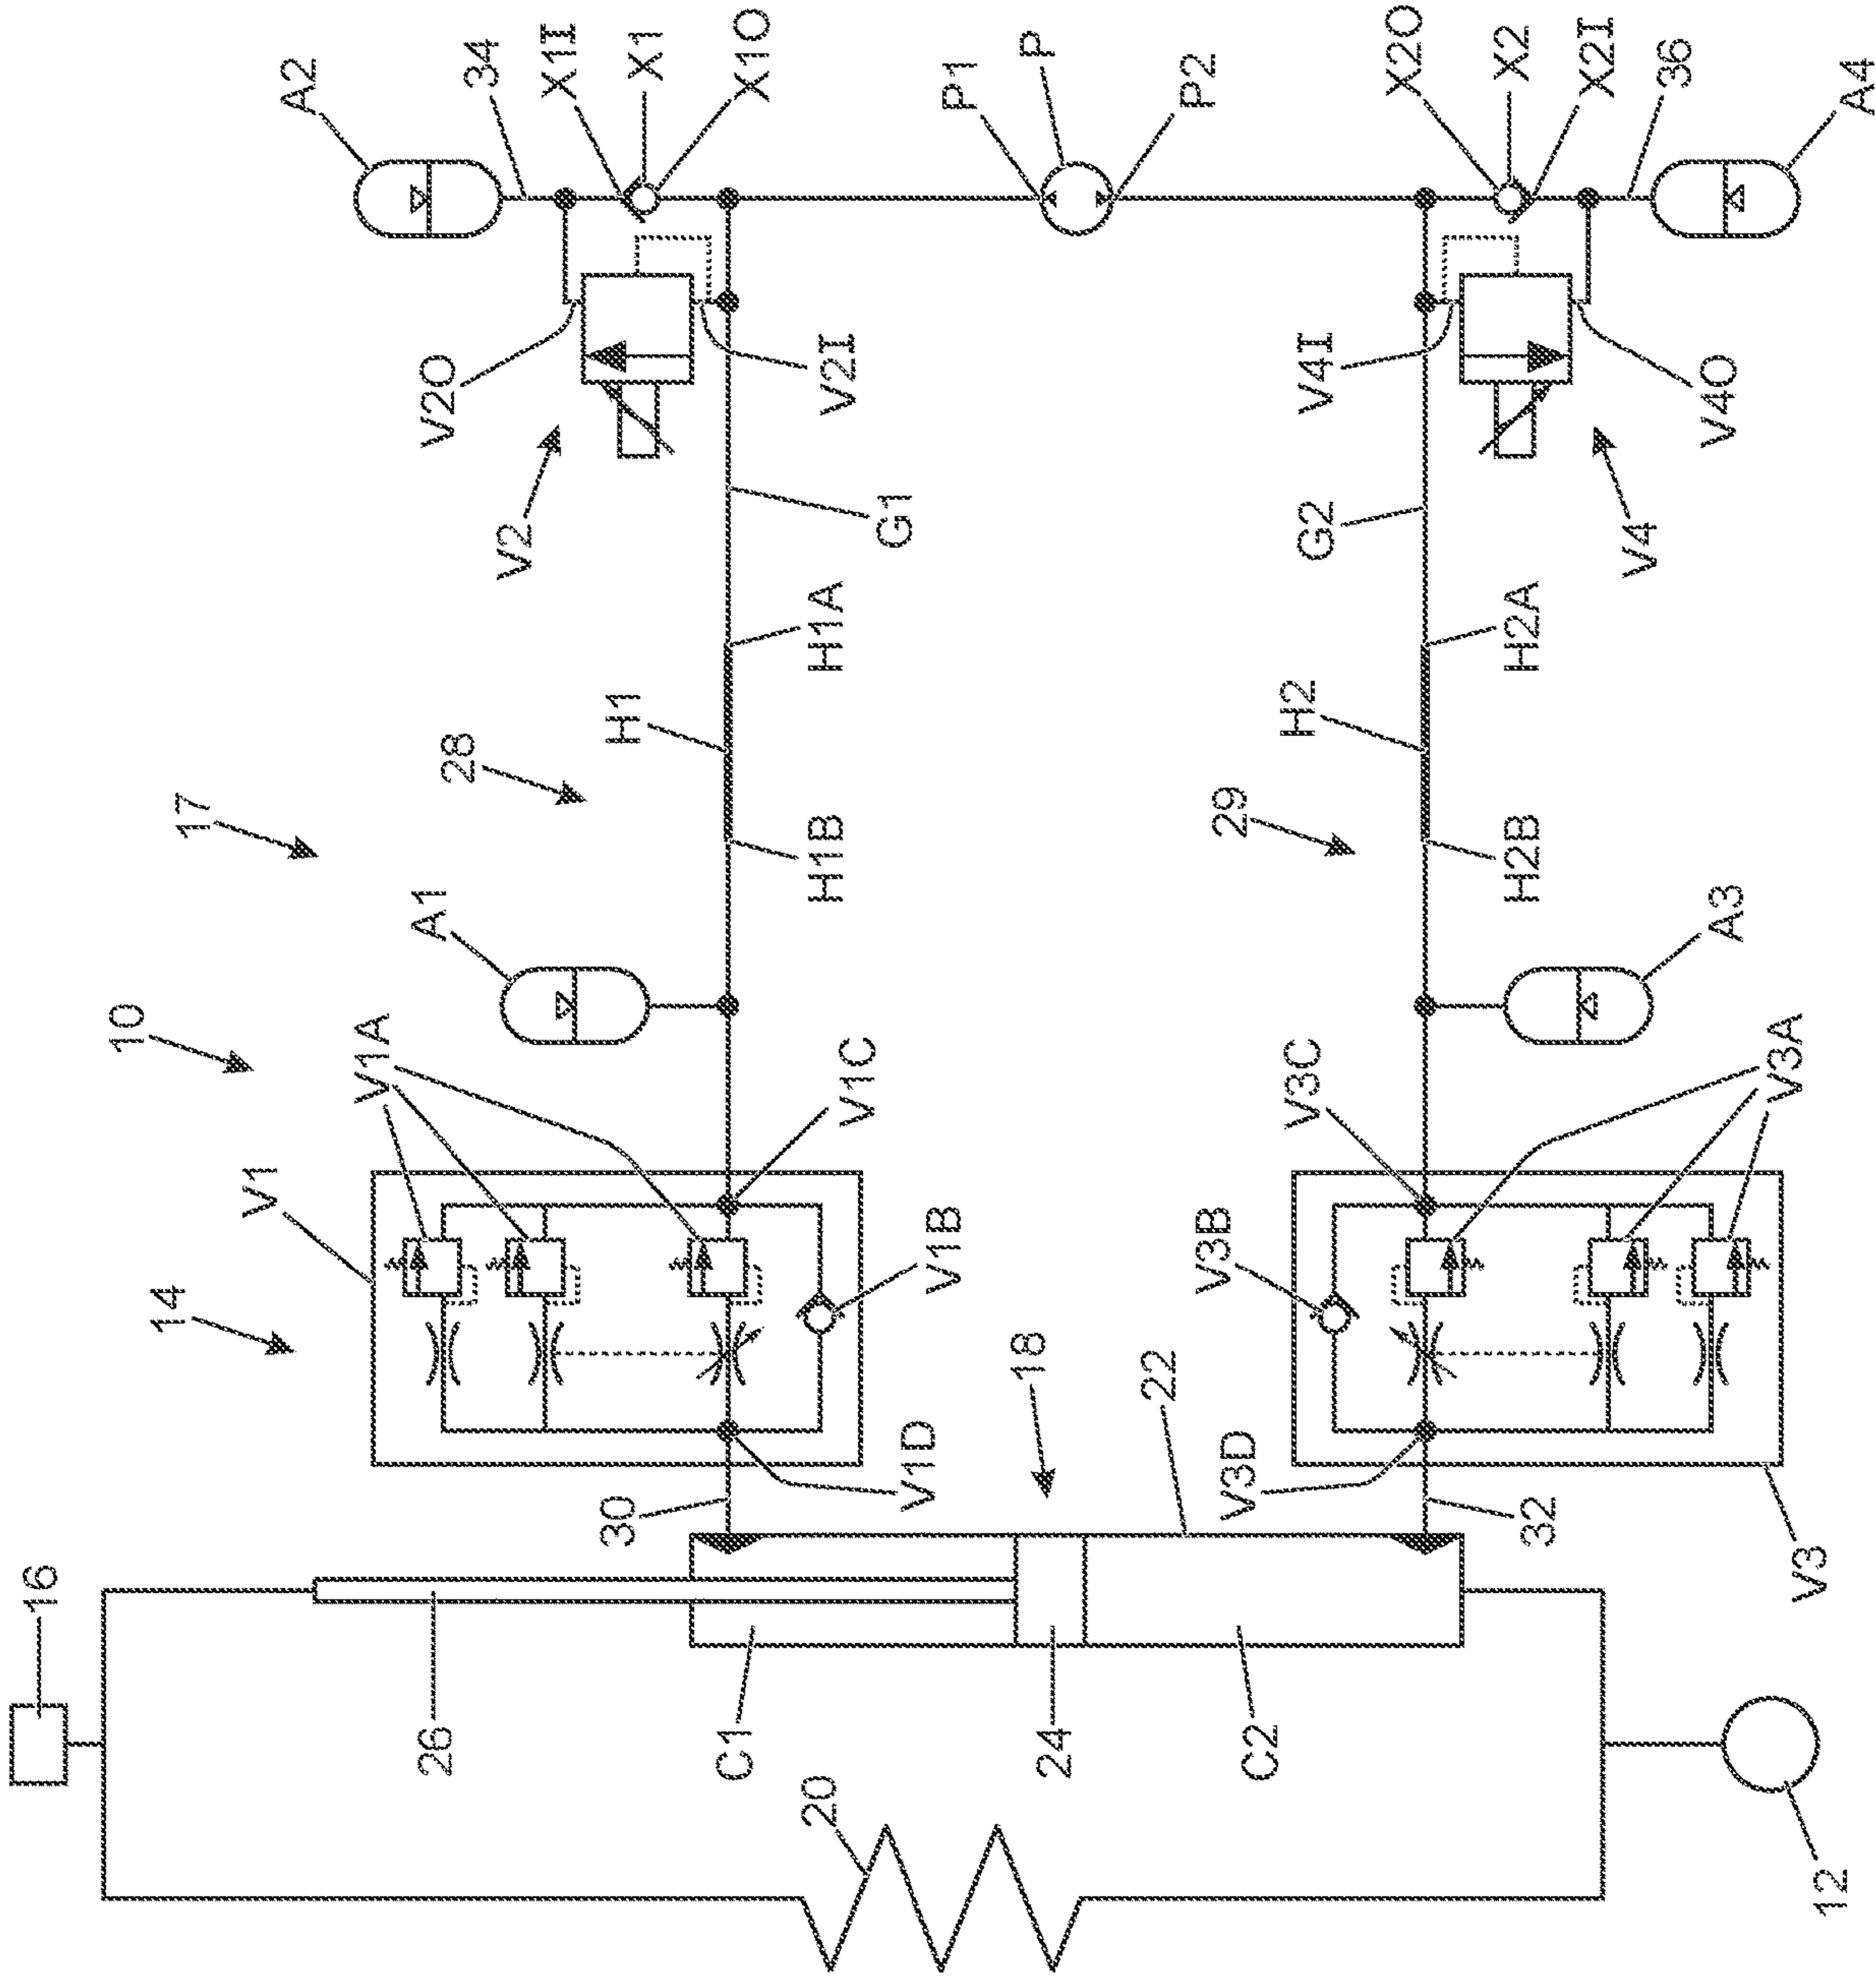 A2
34
X1I
X1
X1O
P1
P
P2
X2O
X2
X2I
36
A4
V2O
V2I
V4I
V4O
V2
G1
G2
V4
H1A
H2A
H1
H2
28
29
17
H1B
H2B
A1
A3
10
V1A
V1C
V3C
V3A
V1
V1B
V3B
14
18
22
V1D
V3D
30
32
V3
16
26
C1
24
C2
20
12